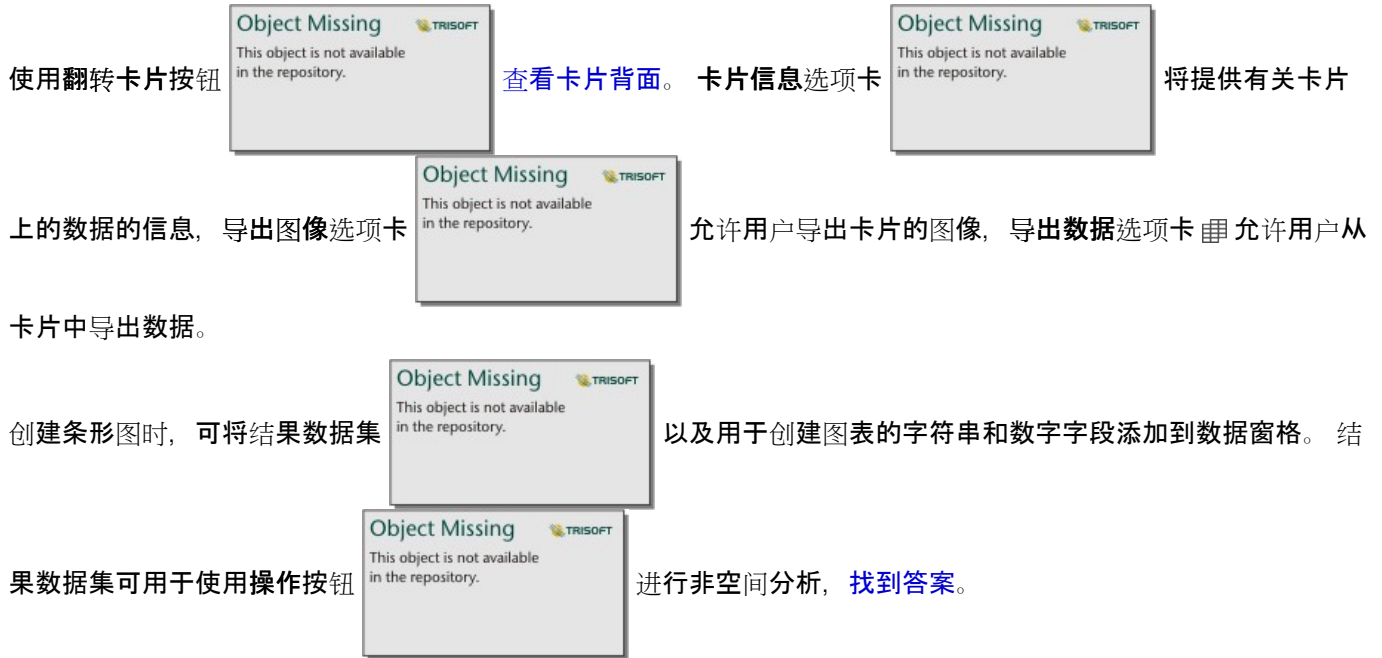 Object Missing TRISOFT Object Missing TRISOFT
This object is not available This object is not available
使用翻转卡片按钮 in the repository. 查看卡片背面。 卡片信息选项卡 in the repository. 将提供有关卡片
Object Missing TRISOFT
This object is not available
上的数据的信息，导出图像选项卡 in the repository. 允许用户导出卡片的图像，导出数据选项卡 允许用户从
卡片中导出数据。
Object Missing TRISOFT
This object is not available
创建条形图时，可将结果数据集 in the repository. 以及用于创建图表的字符串和数字字段添加到数据窗格。 结
Object Missing TRISOFT
This object is not available
果数据集可用于使用操作按钮 in the repository. 进行非空间分析，找到答案。